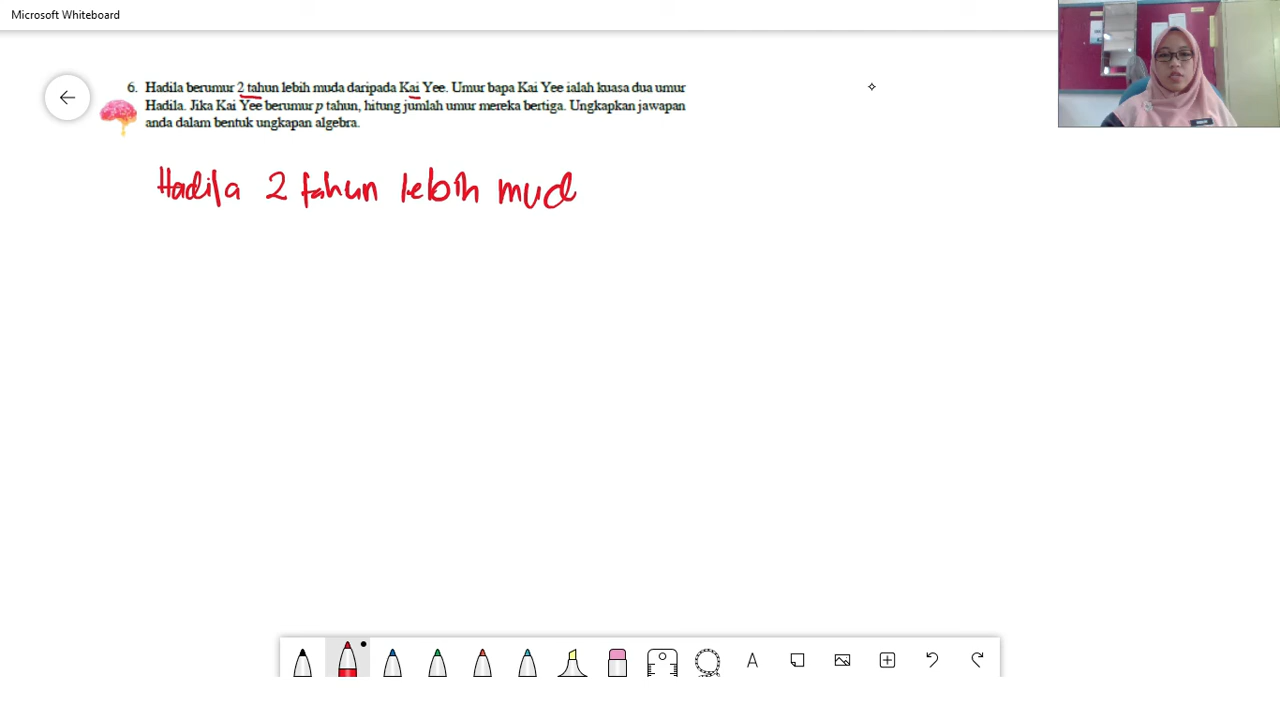 Microsoft Whiteboard
6. Hadila berumur 2 tahun lebih muda daripada Kai Yee. Umur bapa Kai Yee ialah kuasa dua umur
Hadila. Jika Kai Yee berumur p tahun, hitung jumlah umur mereka bertiga. Ungkapkan jawapan
anda dalam bentuk ungkapan algebra.
Hadila 2 tahun lebih mud
A